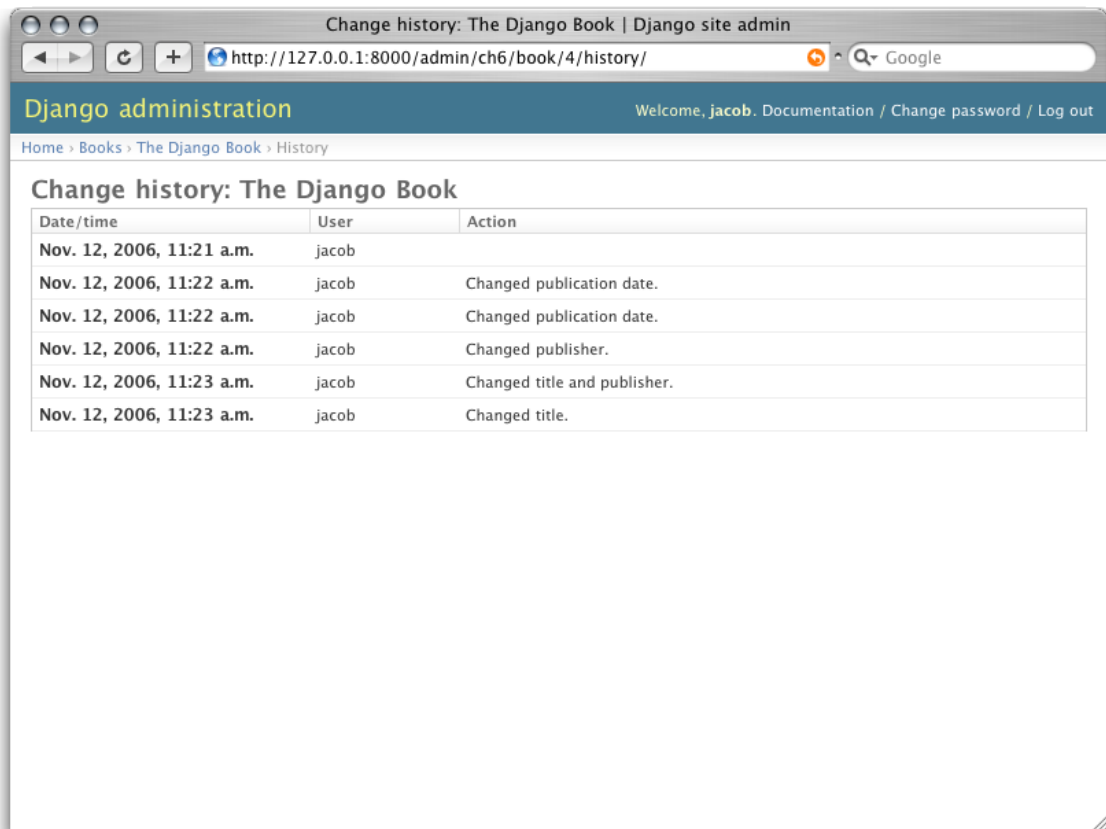 Change history: The Django Book | Django site admin
http://127.0.0.1:8000/admin/ch6/book/4/history/ Google
Django administration Welcome, jacob. Documentation / Change password / Log out
Home › Books › The Django Book › History
Change history: The Django Book
Date/time User Action
Nov. 12, 2006, 11:21 a.m. jacob
Nov. 12, 2006, 11:22 a.m. jacob Changed publication date.
Nov. 12, 2006, 11:22 a.m. jacob Changed publication date.
Nov. 12, 2006, 11:22 a.m. jacob Changed publisher.
Nov. 12, 2006, 11:23 a.m. jacob Changed title and publisher.
Nov. 12, 2006, 11:23 a.m. jacob Changed title.